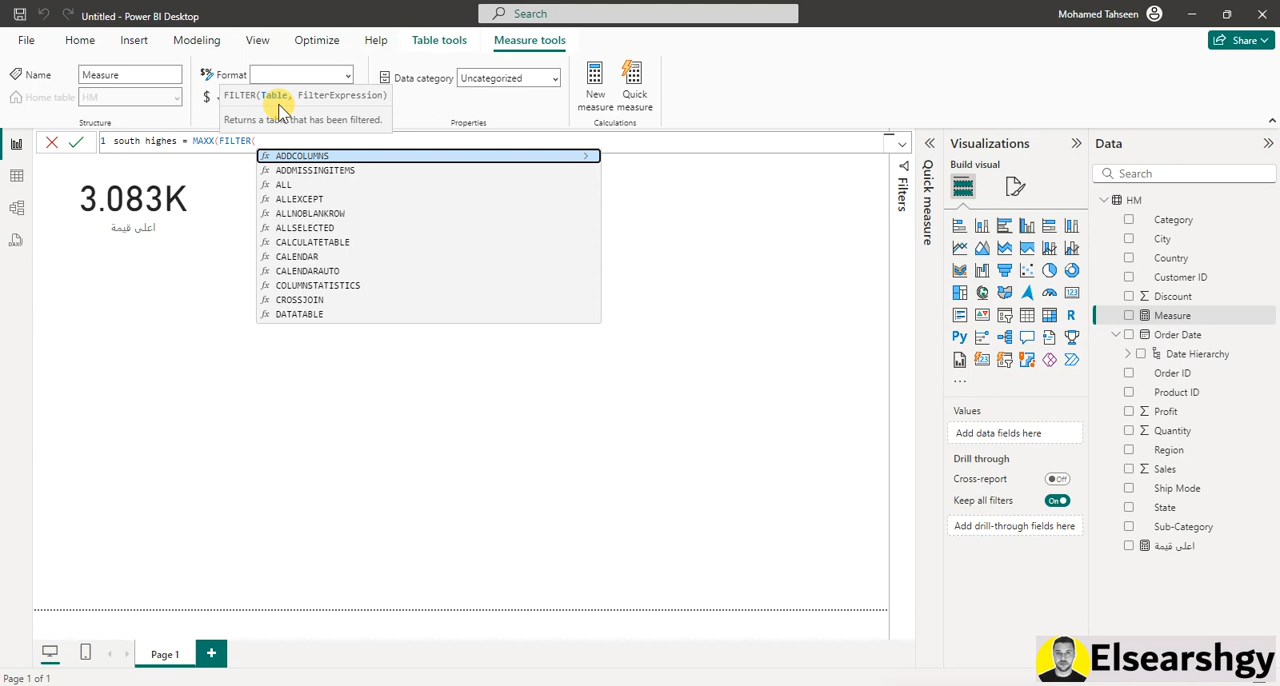 Untitled - Power BI Desktop
Search
Mohamed Tahseen
File Home Insert Modeling View Optimize Help Table tools Measure tools
Share
Name Measure
Home table HM
Structure
Format
$
FILTER(Table, FilterExpression)
Returns a table that has been filtered.
Data category Uncategorized
Properties
New measure
Quick measure
Calculations
1 south highes = MAXX(FILTER(
ADDCOLUMNS
ADDMISSINGITEMS
ALL
ALLEXCEPT
ALLNOBLANKROW
ALLSELECTED
CALCULATETABLE
CALENDAR
CALENDARAUTO
COLUMNSTATISTICS
CROSSJOIN
DATATABLE
3.083K
اعلى قيمة
Filters
Quick measure
Visualizations
Build visual
Values
Add data fields here
Drill through
Cross-report Off
Keep all filters On
Add drill-through fields here
Data
Search
HM
Category
City
Country
Customer ID
Discount
Measure
Order Date
Date Hierarchy
Order ID
Product ID
Profit
Quantity
Region
Sales
Ship Mode
State
Sub-Category
اعلى قيمة
Page 1
Page 1 of 1
Elsearshgy